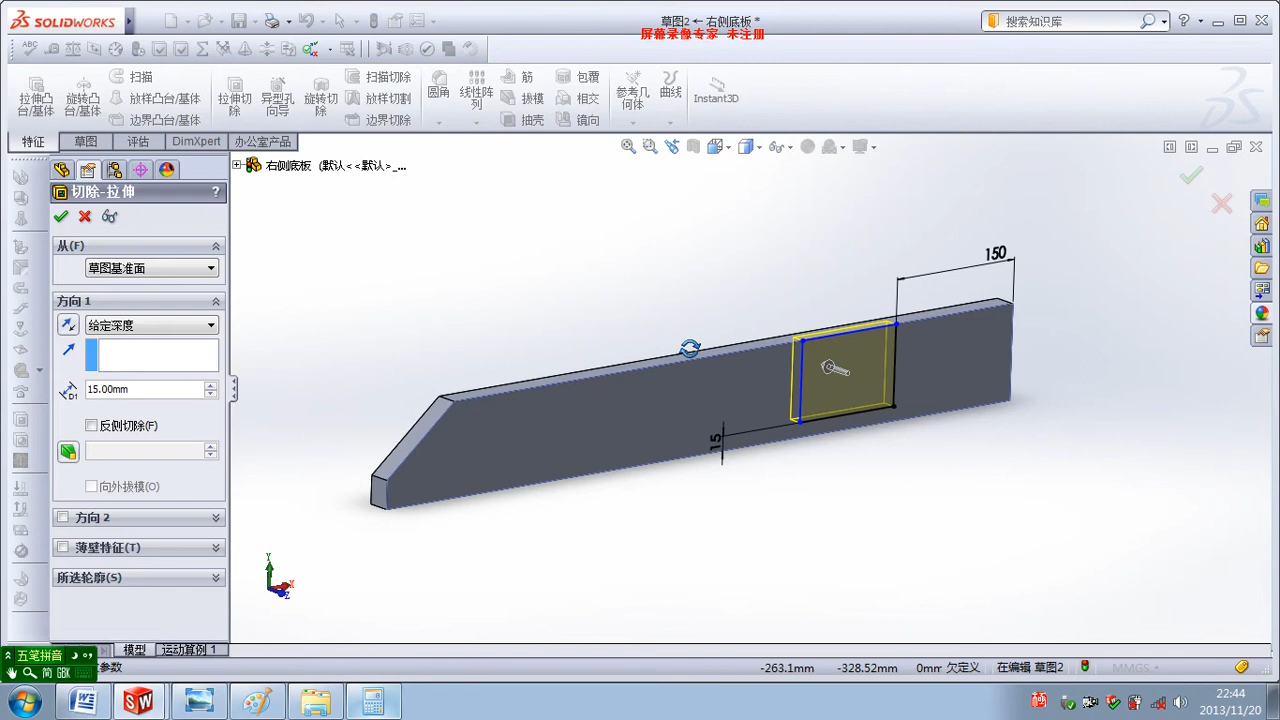 SOLIDWORKS
草图2 ← 右侧底板 *
屏幕录像专家 未注册
搜索知识库
拉伸凸台/基体
旋转凸台/基体
扫描
放样凸台/基体
边界凸台/基体
拉伸切除
异型孔向导
旋转切除
扫描切除
放样切割
边界切除
圆角
线性阵列
筋
拔模
抽壳
包覆
相交
镜向
参考几何体
曲线
Instant3D
特征 草图 评估 DimXpert 办公室产品
右侧底板 (默认<<默认>_...
切除-拉伸 ?
从(F)
草图基准面
方向 1
给定深度
D1
15.00mm
反侧切除(F)
向外拔模(O)
方向 2
薄壁特征(T)
所选轮廓(S)
150
15
Y
X
Z
模型 运动算例 1
五笔拼音
简 GBK
参数
-263.1mm -328.52mm 0mm 欠定义 在编辑 草图2 MMGS
22:44
2013/11/20